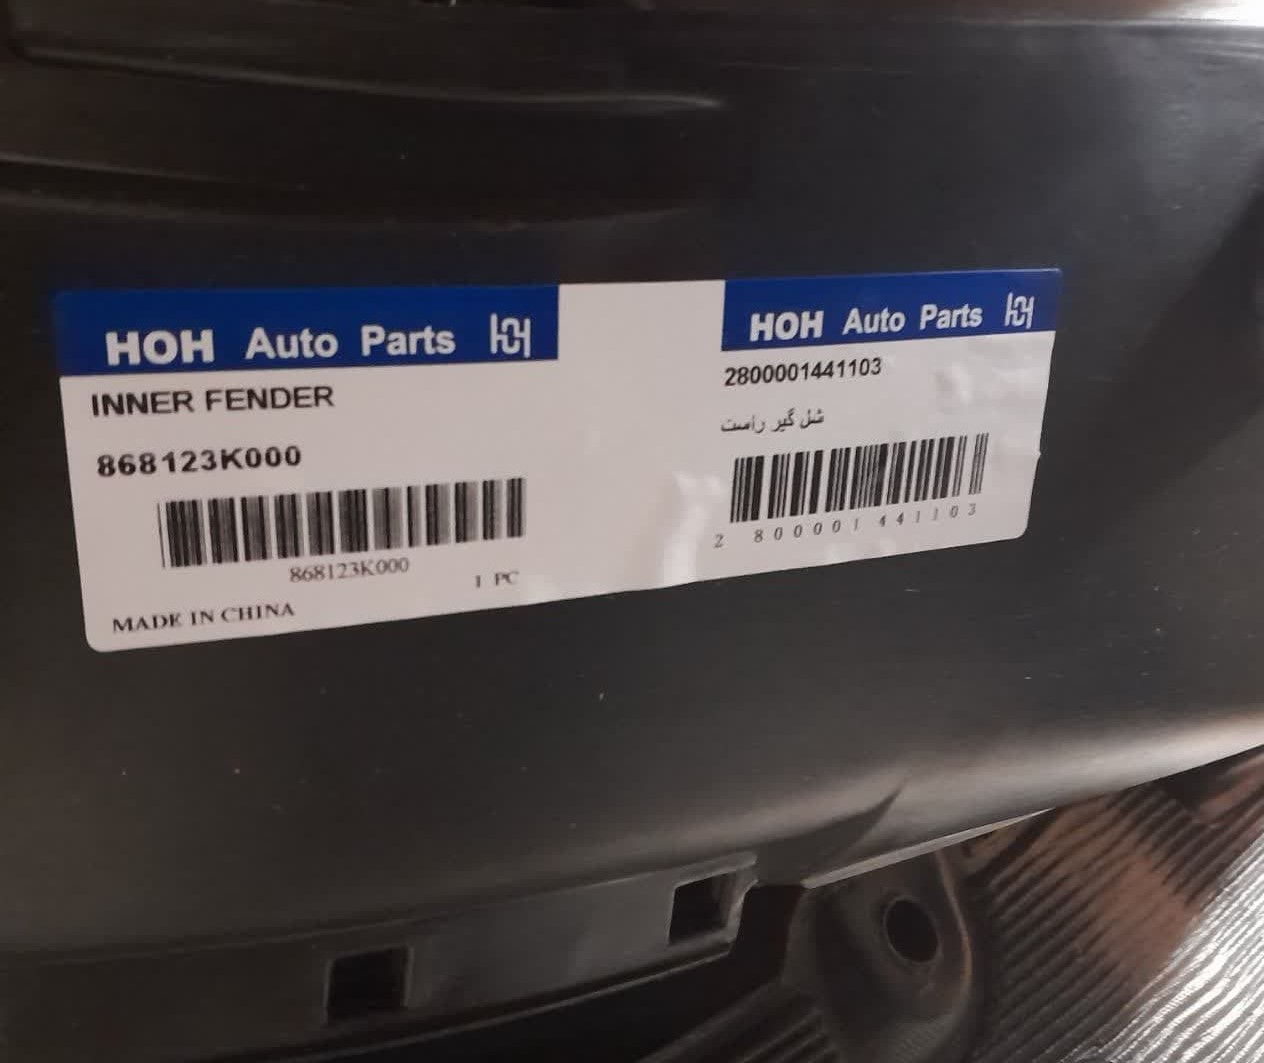 HOH Auto Parts
INNER FENDER
868123K000
868123K000
1 PC
MADE IN CHINA
HOH Auto Parts
2800001441103
شل گیر راست
2 800001 441103